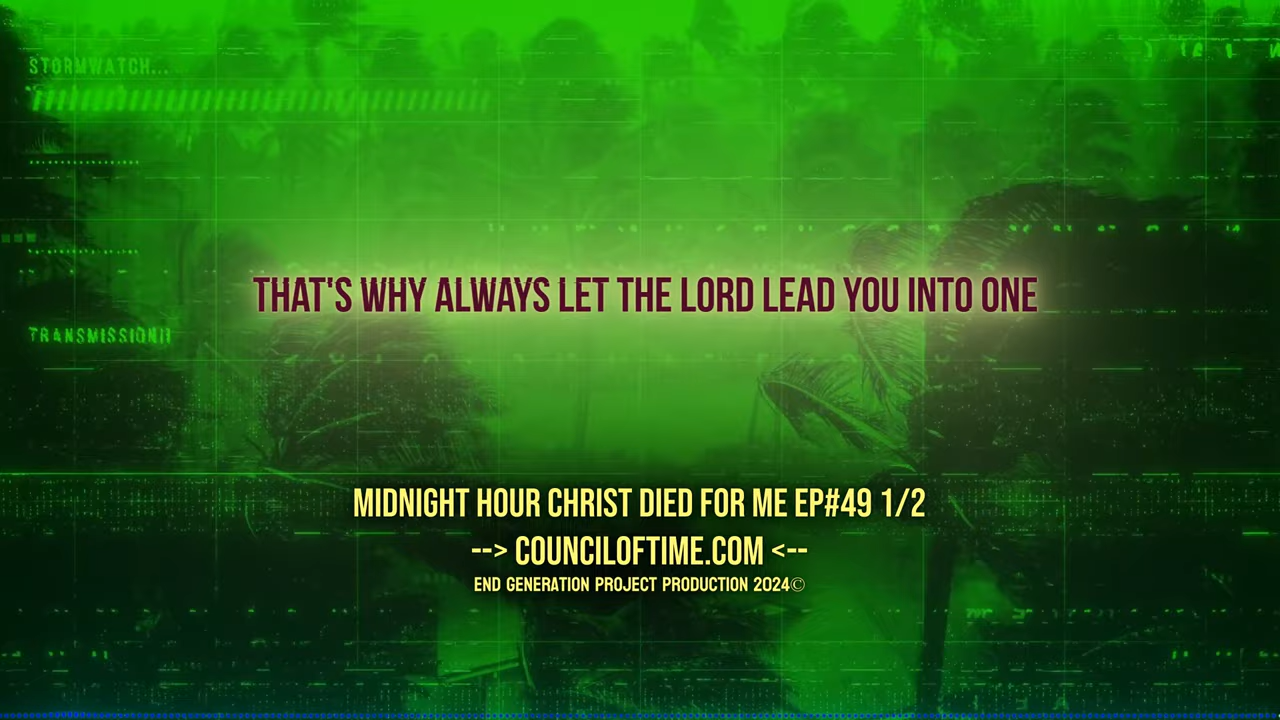 STORMWATCH...
THAT'S WHY ALWAYS LET THE LORD LEAD YOU INTO ONE
TRANSMISSION!!
MIDNIGHT HOUR CHRIST DIED FOR ME EP#49 1/2
--> COUNCILOFTIME.COM <--
END GENERATION PROJECT PRODUCTION 2024©